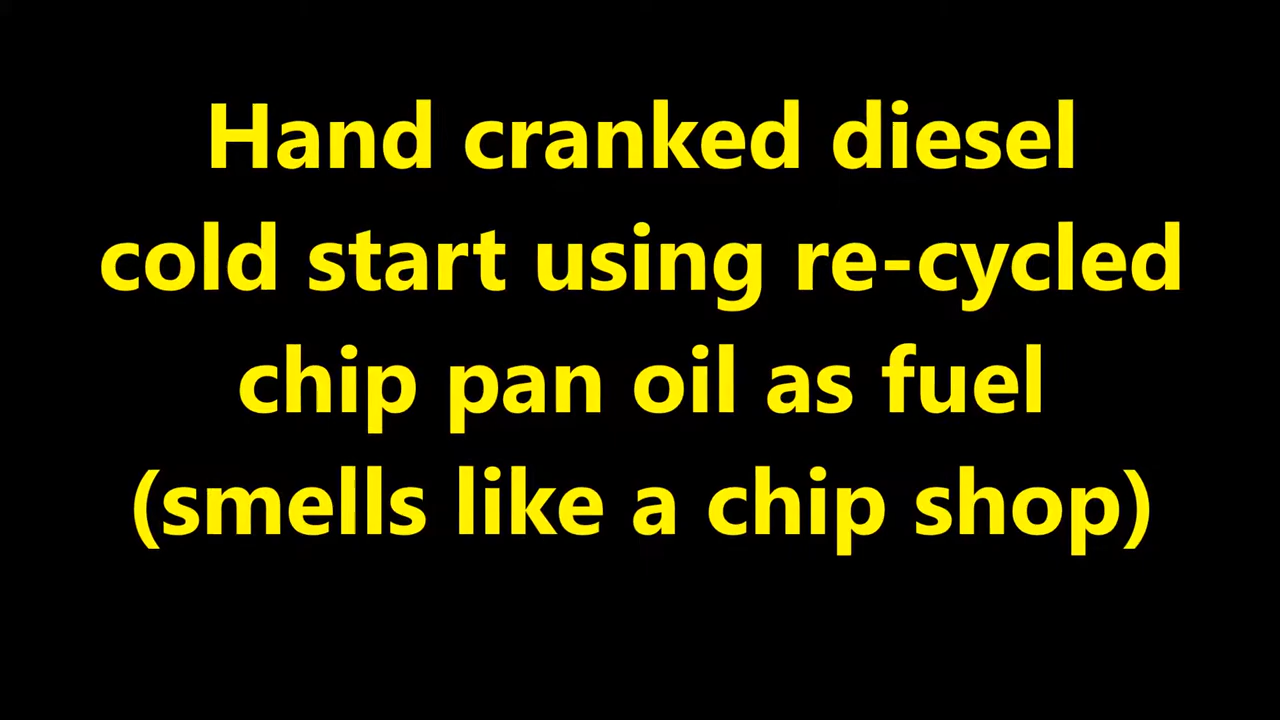 Hand cranked diesel
cold start using re-cycled
chip pan oil as fuel
(smells like a chip shop)